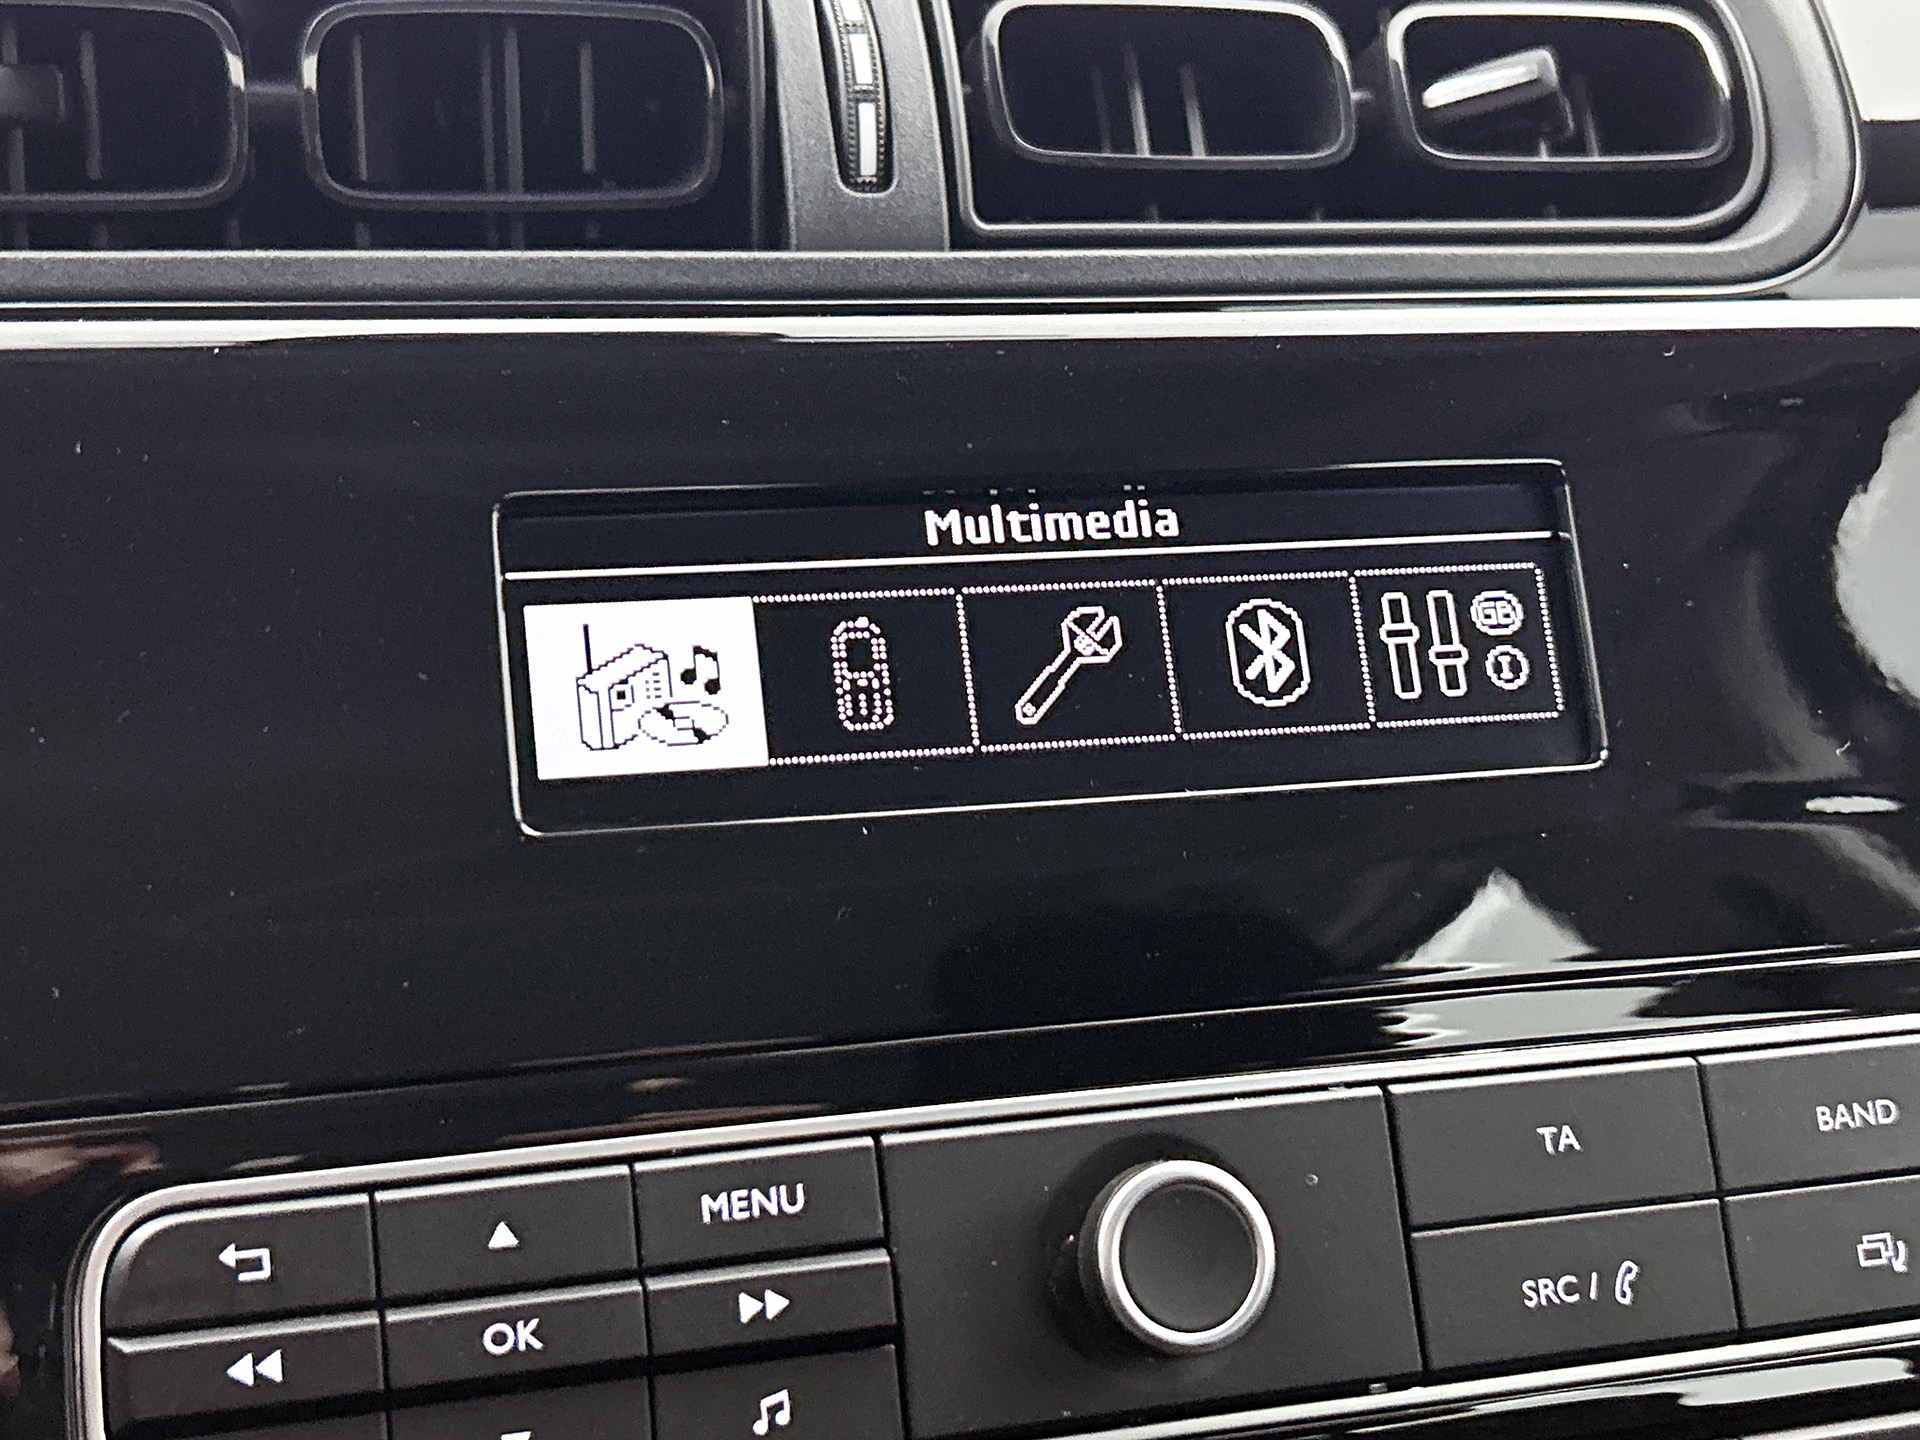 Multimedia
GB
I
MENU
TA
BAND
OK
SRC /